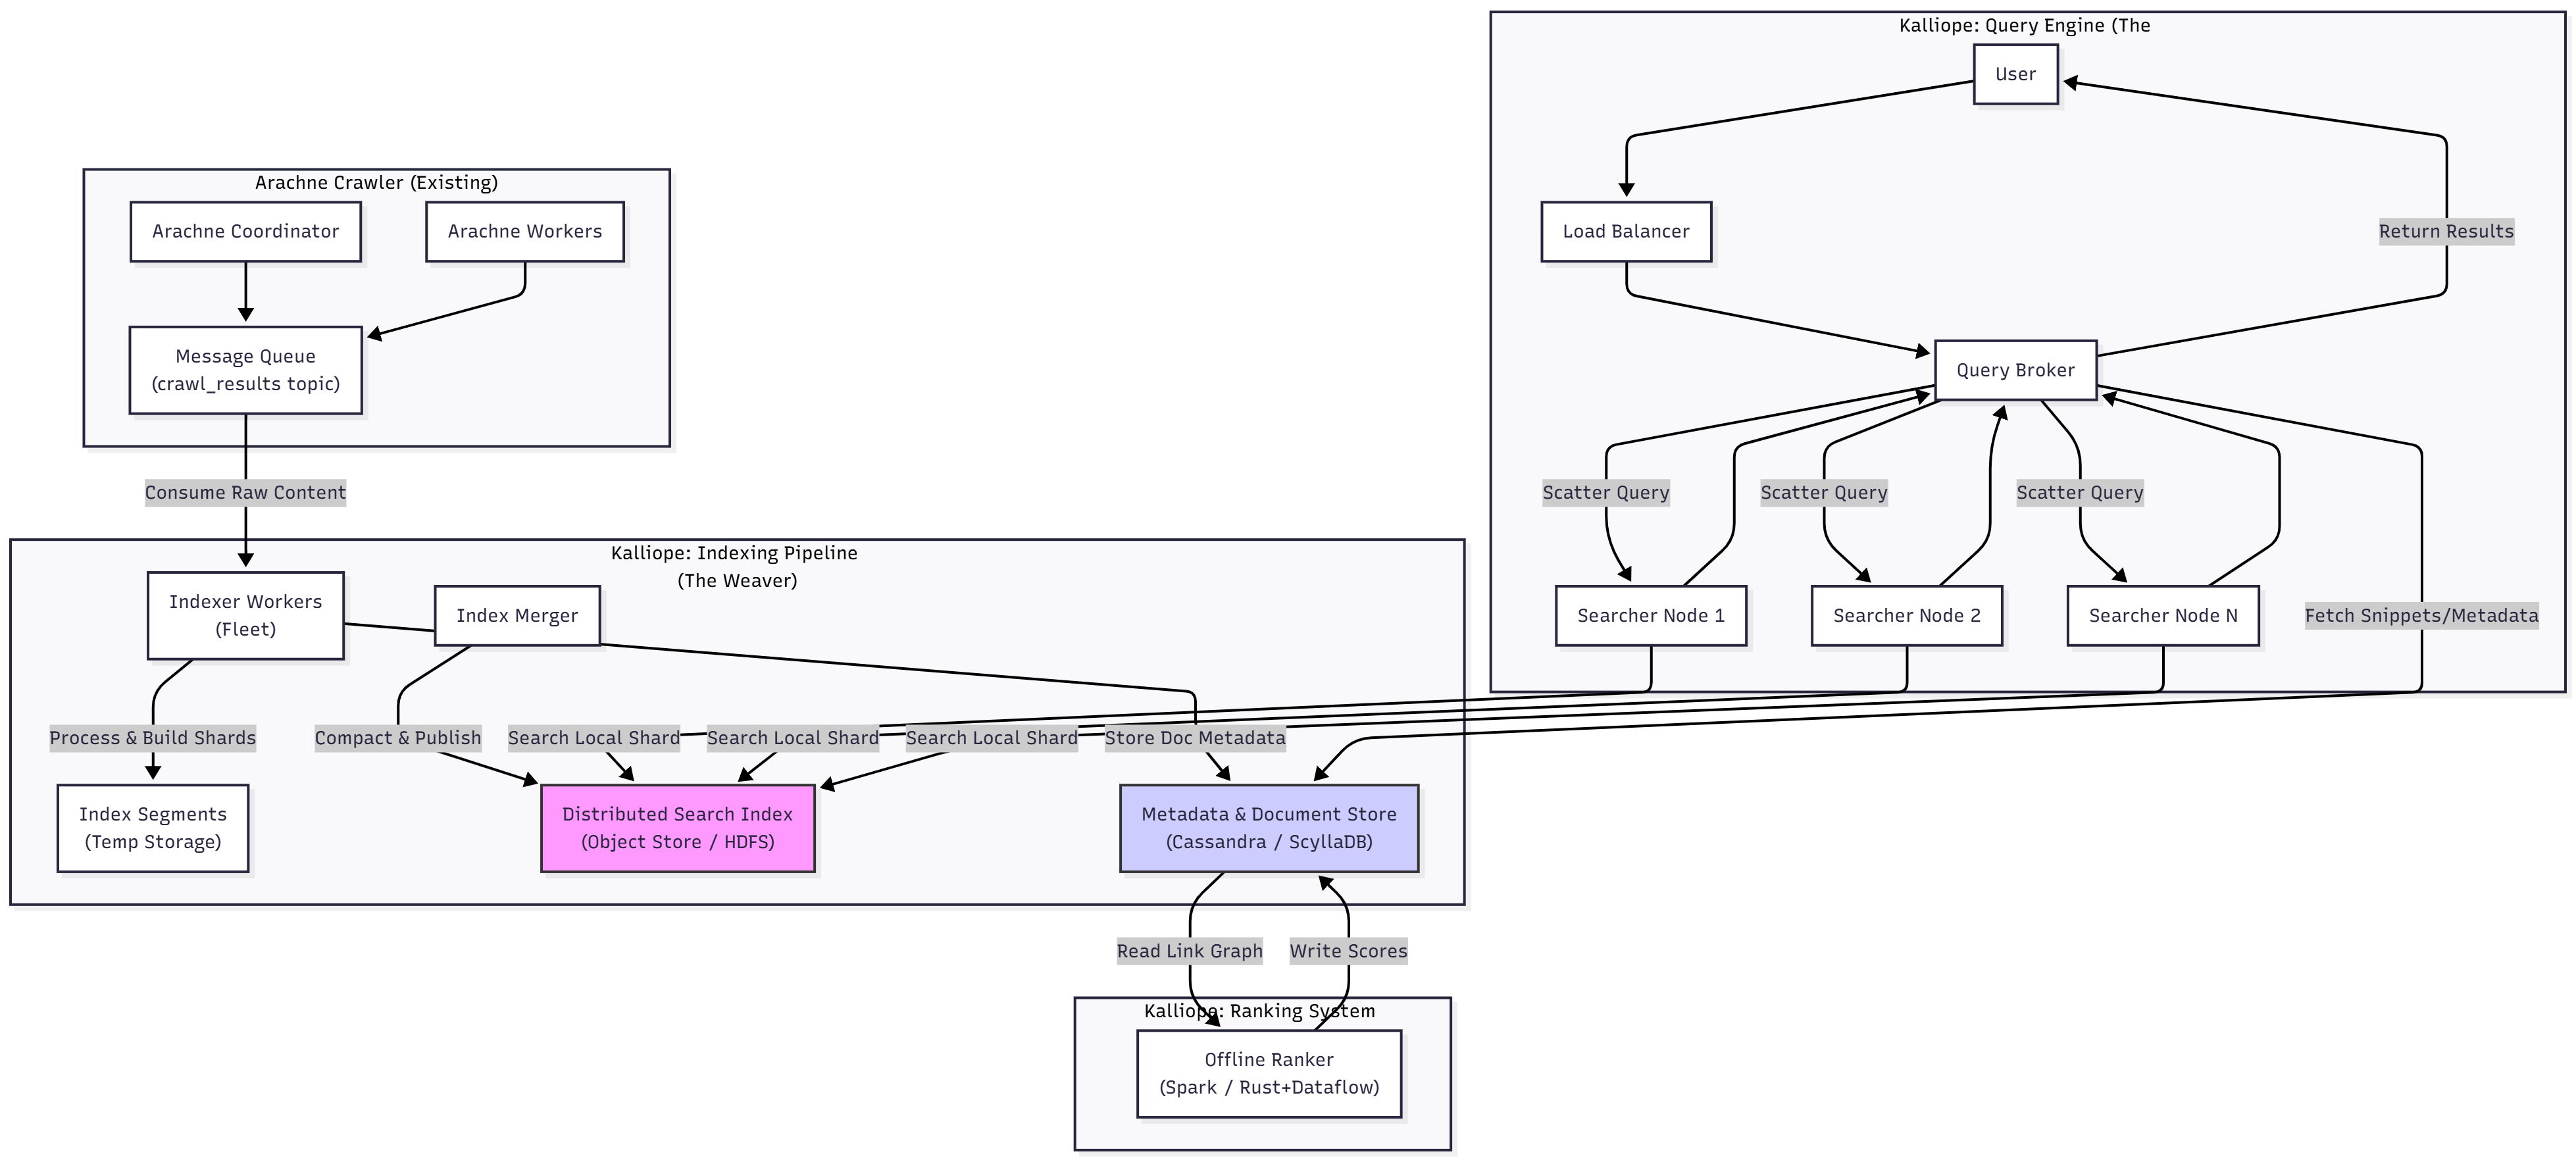 Kalliope: Query Engine (The
User
Arachne Crawler (Existing)
Arachne Coordinator
Arachne Workers
Load Balancer
Return Results
Message Queue
(crawl_results topic)
Query Broker
Consume Raw Content
Scatter Query
Scatter Query
Scatter Query
Kalliope: Indexing Pipeline
(The Weaver)
Indexer Workers
(Fleet)
Index Merger
Searcher Node 1
Searcher Node 2
Searcher Node N
Fetch Snippets/Metadata
Process & Build Shards
Compact & Publish
Search Local Shard
Search Local Shard
Search Local Shard
Store Doc Metadata
Index Segments
(Temp Storage)
Distributed Search Index
(Object Store / HDFS)
Metadata & Document Store
(Cassandra / ScyllaDB)
Read Link Graph
Write Scores
Kalliope: Ranking System
Offline Ranker
(Spark / Rust+Dataflow)